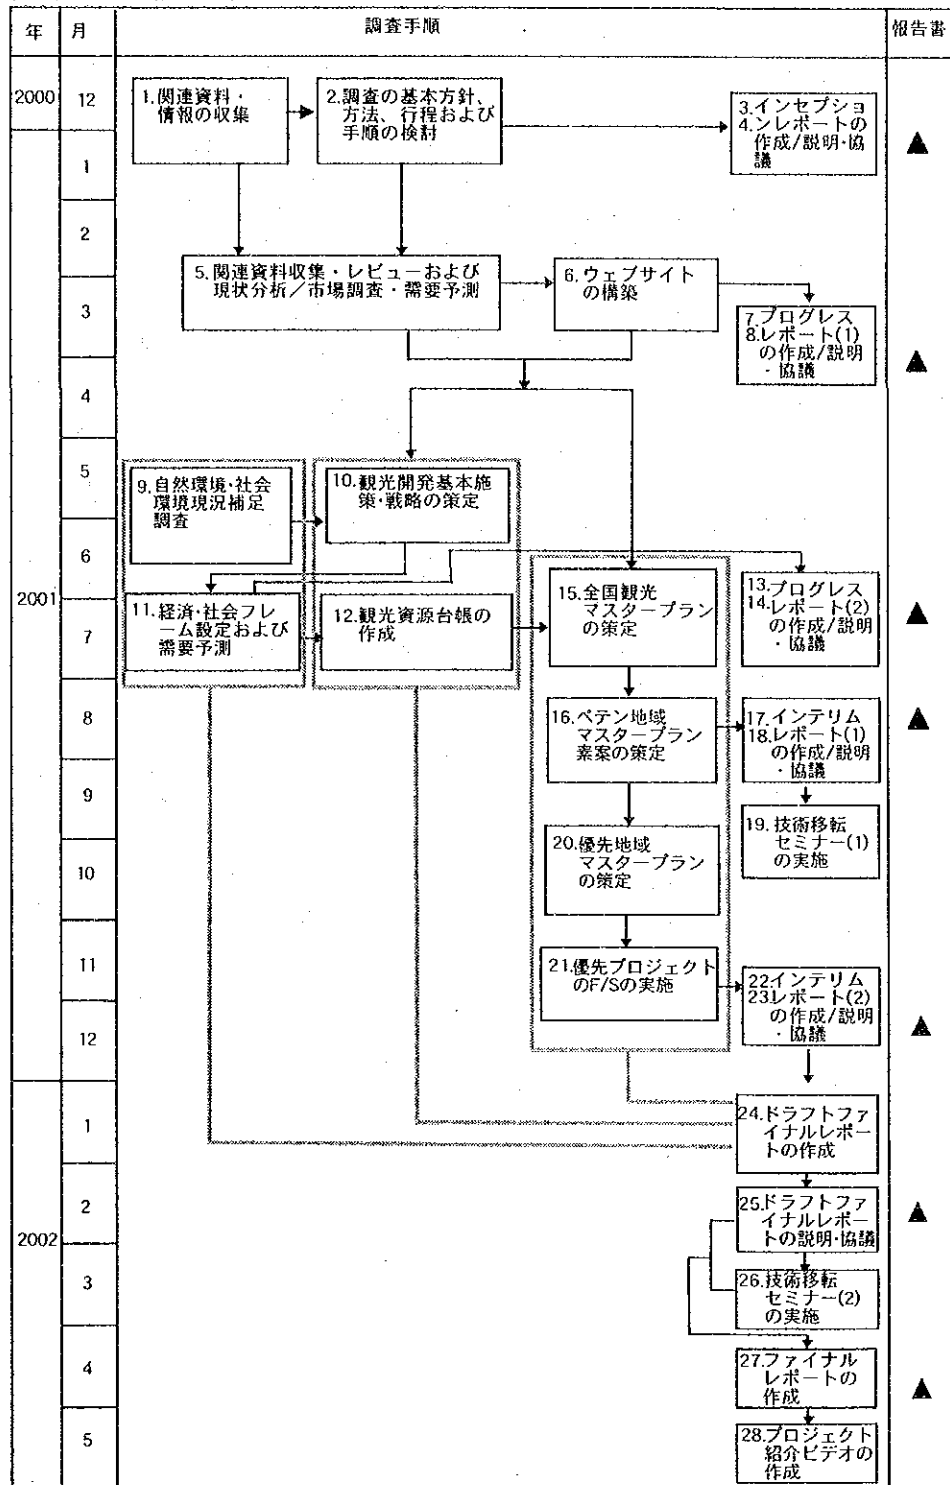 年
月
調査手順
報告書
2000
12
1.関連資料・
情報の収集
2.調査の基本方針、
方法、行程および
手順の検討
3.インセプショ
4.ンレポートの
作成/説明・協
議
▲
1
2
5.関連資料収集・レビューおよび
現状分析/市場調査・需要予測
6.ウェブサイト
の構築
3
7.プログレス
8.レポート(1)
の作成/説明
・協議
▲
4
5
9.自然環境・社会
環境現況補足
調査
10.観光開発基本施
策・戦略の策定
6
2001
11.経済・社会フレ
ーム設定および
需要予測
12.観光資源台帳の
作成
15.全国観光
マスタープラン
の策定
13.プログレス
14.レポート(2)
の作成/説明
・協議
▲
7
8
16.ペテン地域
マスタープラン
素案の策定
17.インテリム
18.レポート(1)
の作成/説明
・協議
▲
9
19.技術移転
セミナー(1)
の実施
10
20.優先地域
マスタープラン
の策定
11
21.優先プロジェクト
のF/Sの実施
22.インテリム
23.レポート(2)
の作成/説明
・協議
▲
12
1
24.ドラフトファ
イナルレポー
トの作成
2
25.ドラフトファ
イナルレポー
トの説明・協議
▲
2002
3
26.技術移転
セミナー(2)
の実施
4
27.ファイナル
レポートの
作成
▲
5
28.プロジェクト
紹介ビデオの
作成